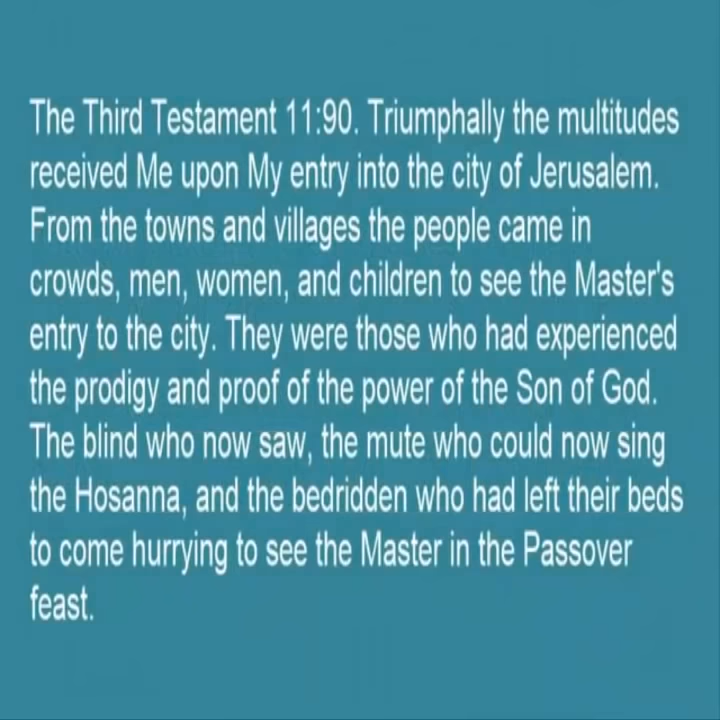 The Third Testament 11:90. Triumphally the multitudes
received Me upon My entry into the city of Jerusalem.
From the towns and villages the people came in
crowds, men, women, and children to see the Master's
entry to the city. They were those who had experienced
the prodigy and proof of the power of the Son of God.
The blind who now saw, the mute who could now sing
the Hosanna, and the bedridden who had left their beds
to come hurrying to see the Master in the Passover
feast.